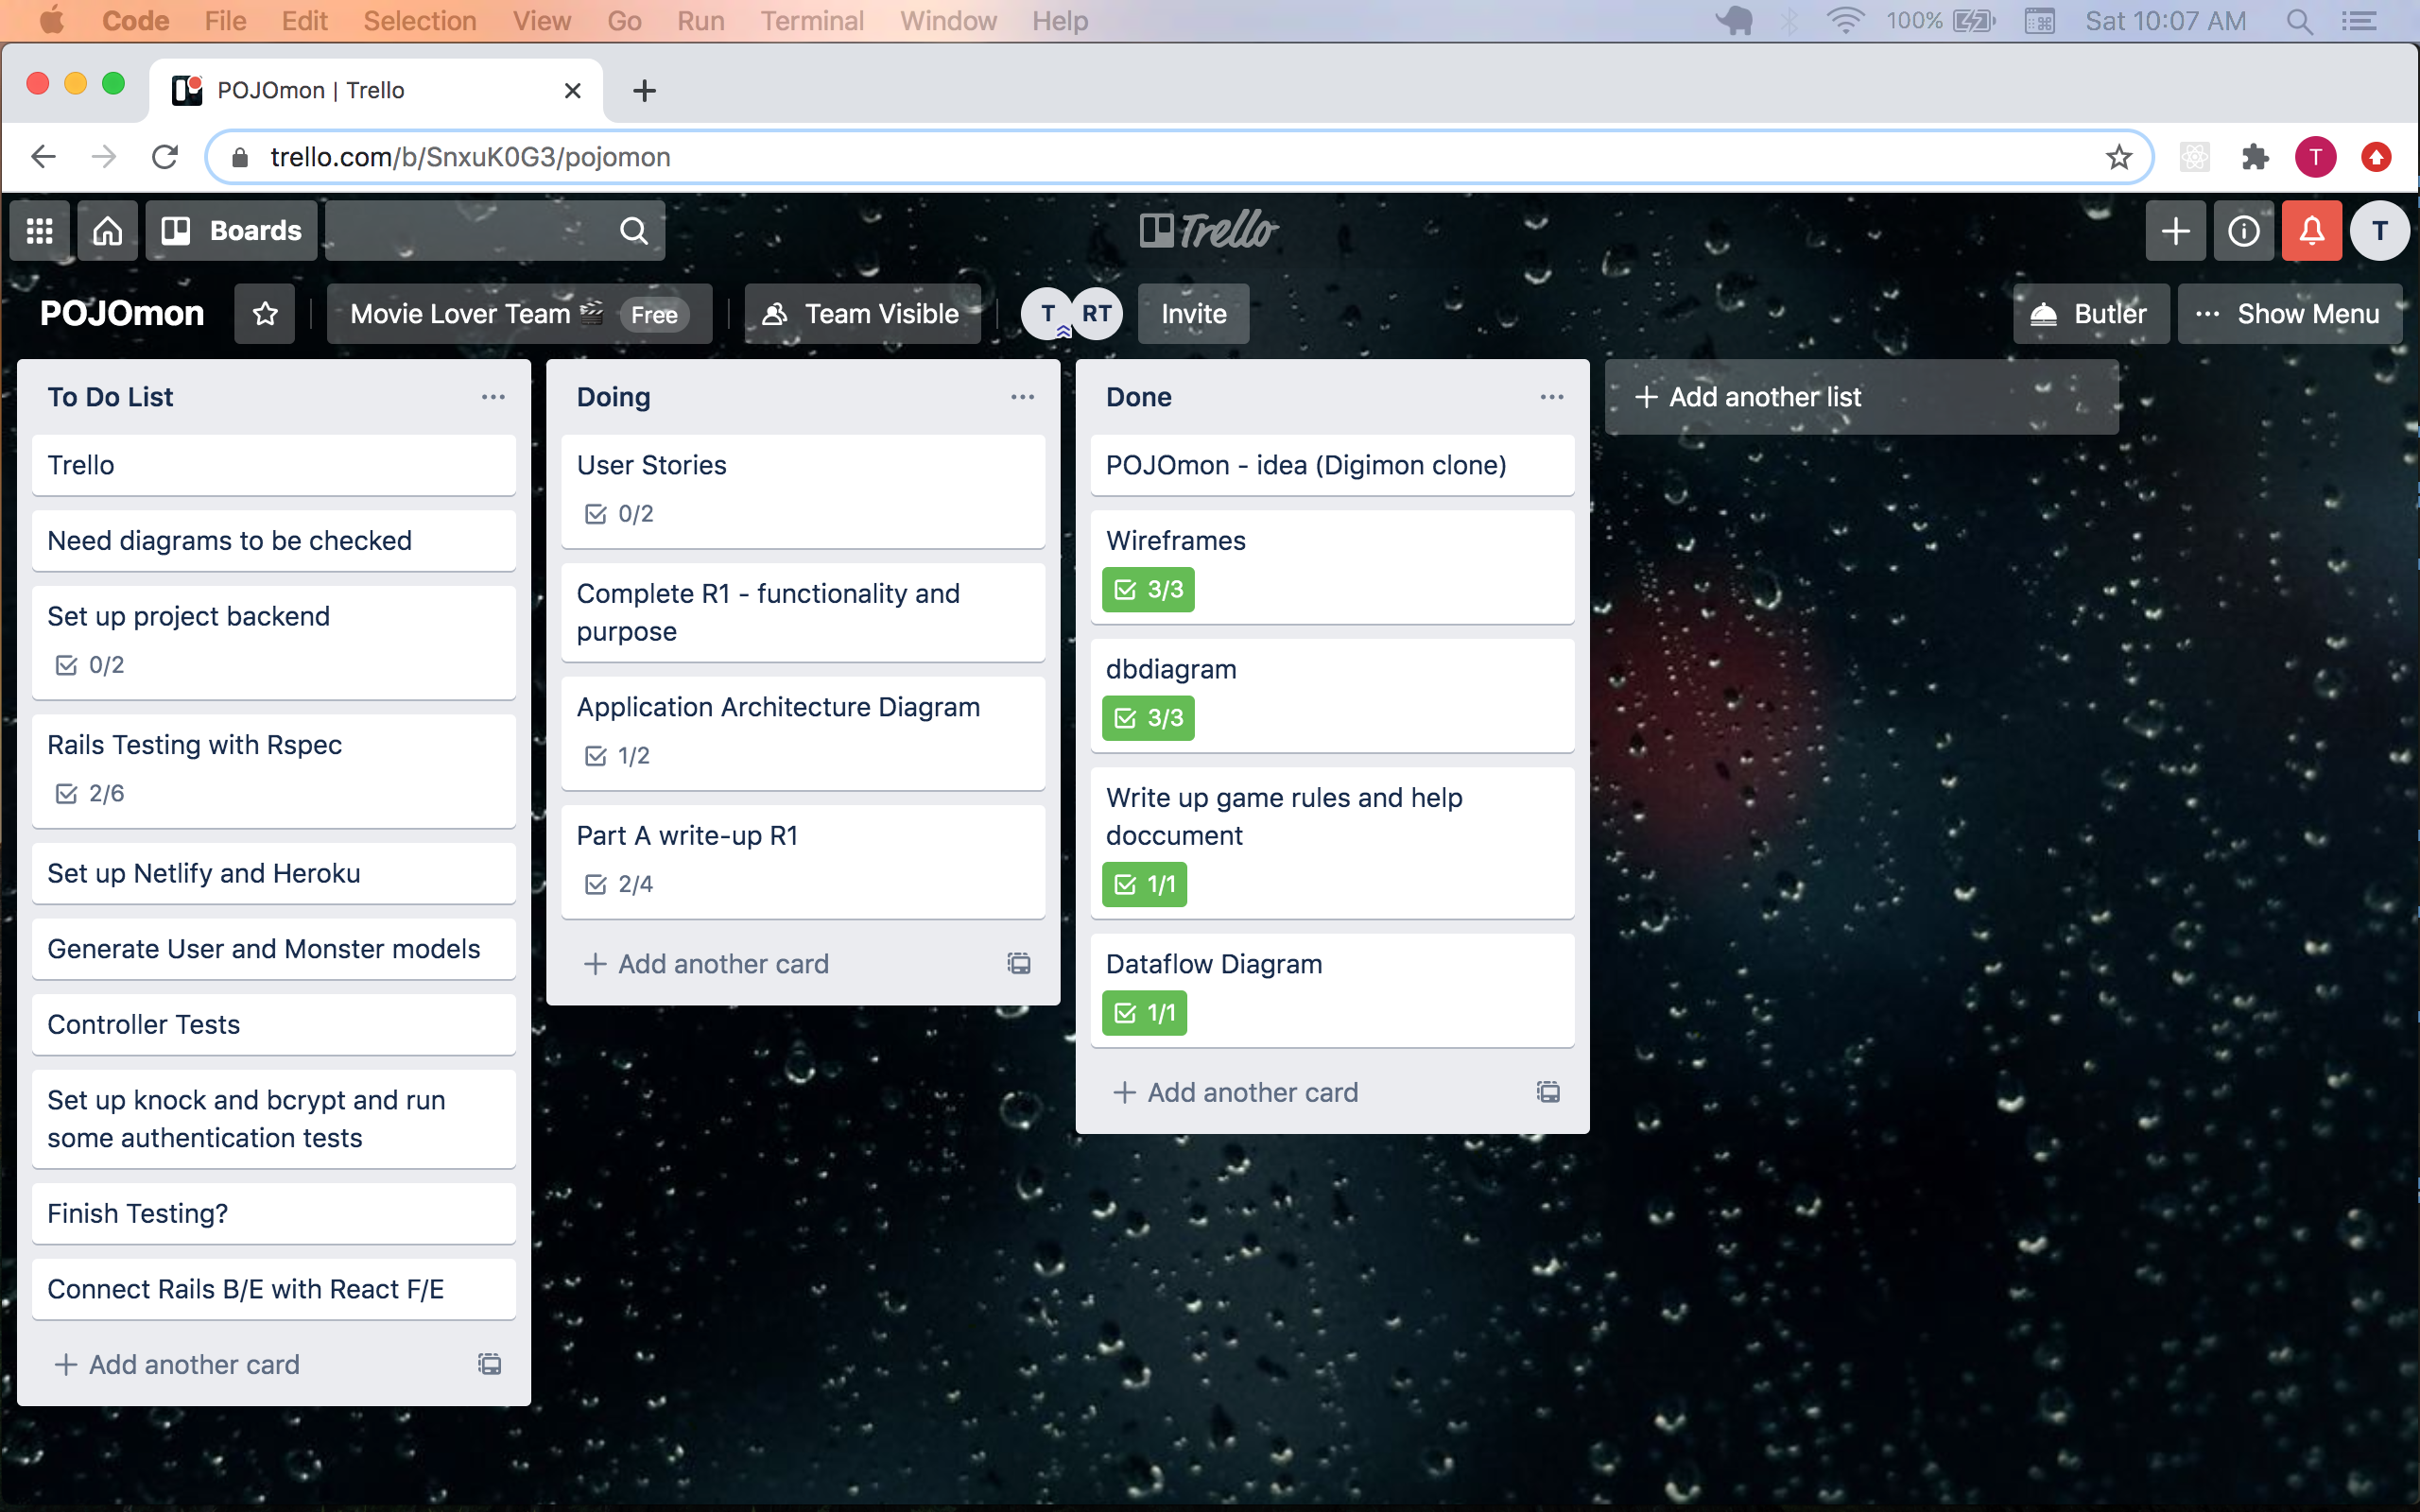 Code File Edit Selection View Go Run Terminal Window Help 100% Sat 10:07 AM
POJOmon | Trello
trello.com/b/SnxuK0G3/pojomon T
Boards Trello T
POJOmon Movie Lover Team Free Team Visible T RT Invite Butler Show Menu
To Do List
Trello
Need diagrams to be checked
Set up project backend
0/2
Rails Testing with Rspec
2/6
Set up Netlify and Heroku
Generate User and Monster models
Controller Tests
Set up knock and bcrypt and run
some authentication tests
Finish Testing?
Connect Rails B/E with React F/E
+ Add another card
Doing
User Stories
0/2
Complete R1 - functionality and
purpose
Application Architecture Diagram
1/2
Part A write-up R1
2/4
+ Add another card
Done
POJOmon - idea (Digimon clone)
Wireframes
3/3
dbdiagram
3/3
Write up game rules and help
doccument
1/1
Dataflow Diagram
1/1
+ Add another card
+ Add another list